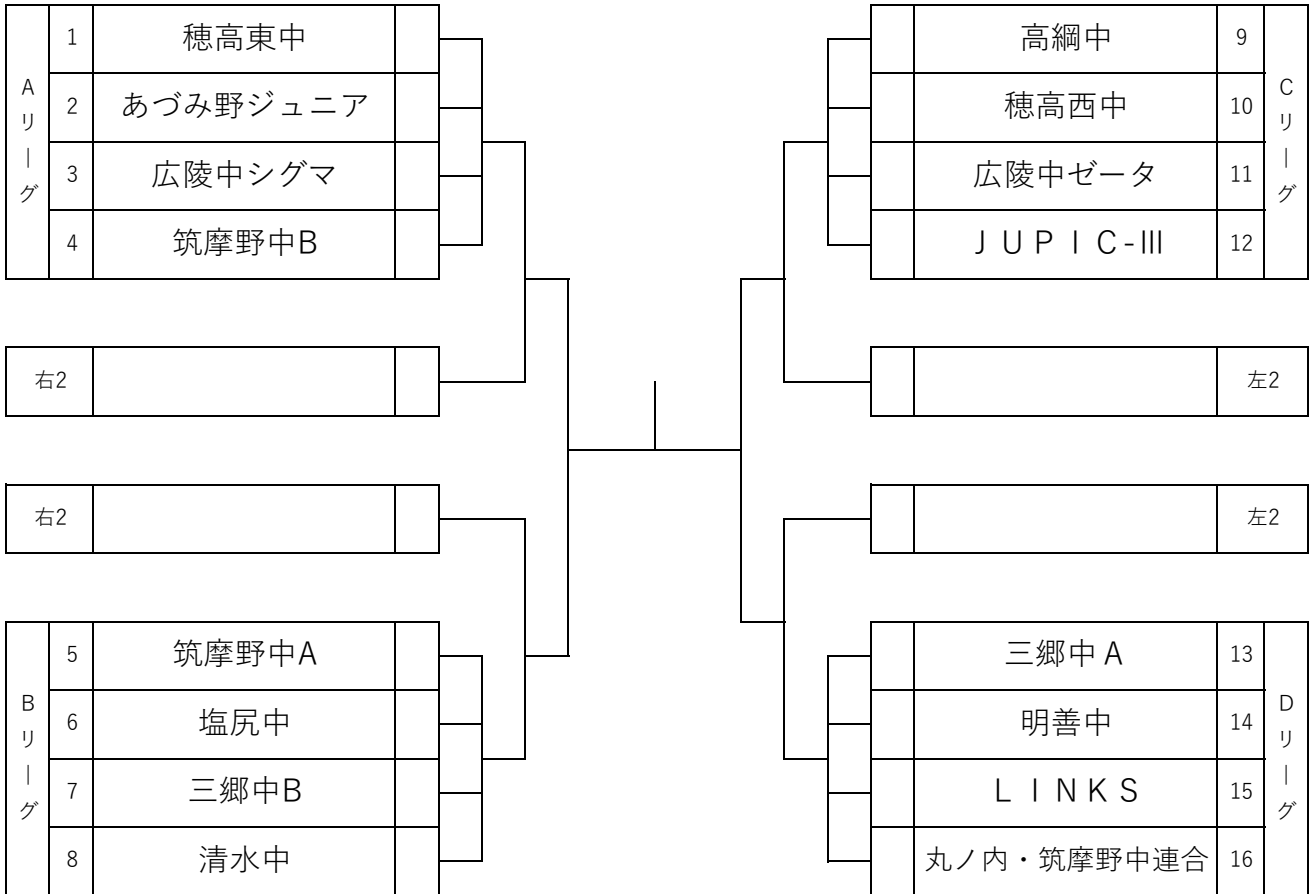 Aリーグ
1 穂高東中
2 あづみ野ジュニア
3 広陵中シグマ
4 筑摩野中B
右2
右2
Bリーグ
5 筑摩野中A
6 塩尻中
7 三郷中B
8 清水中
高綱中 9
穂高西中 10
広陵中ゼータ 11
ＪＵＰＩＣ-Ⅲ 12
Cリーグ
左2
左2
三郷中Ａ 13
明善中 14
ＬＩＮＫＳ 15
丸ノ内・筑摩野中連合 16
Dリーグ